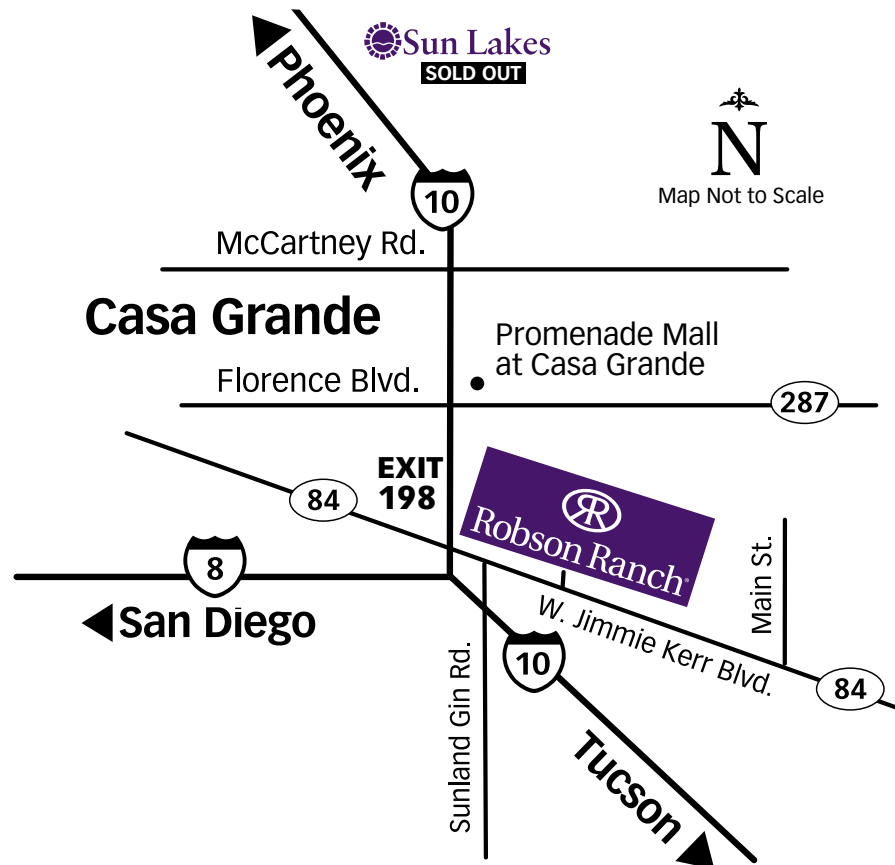 Sun Lakes
SOLD OUT
Phoenix
N
Map Not to Scale
10
McCartney Rd.
Casa Grande
Promenade Mall
at Casa Grande
Florence Blvd.
287
EXIT
198
84
Robson Ranch®
8
San Diego
W. Jimmie Kerr Blvd.
Main St.
84
10
Sunland Gin Rd.
Tucson